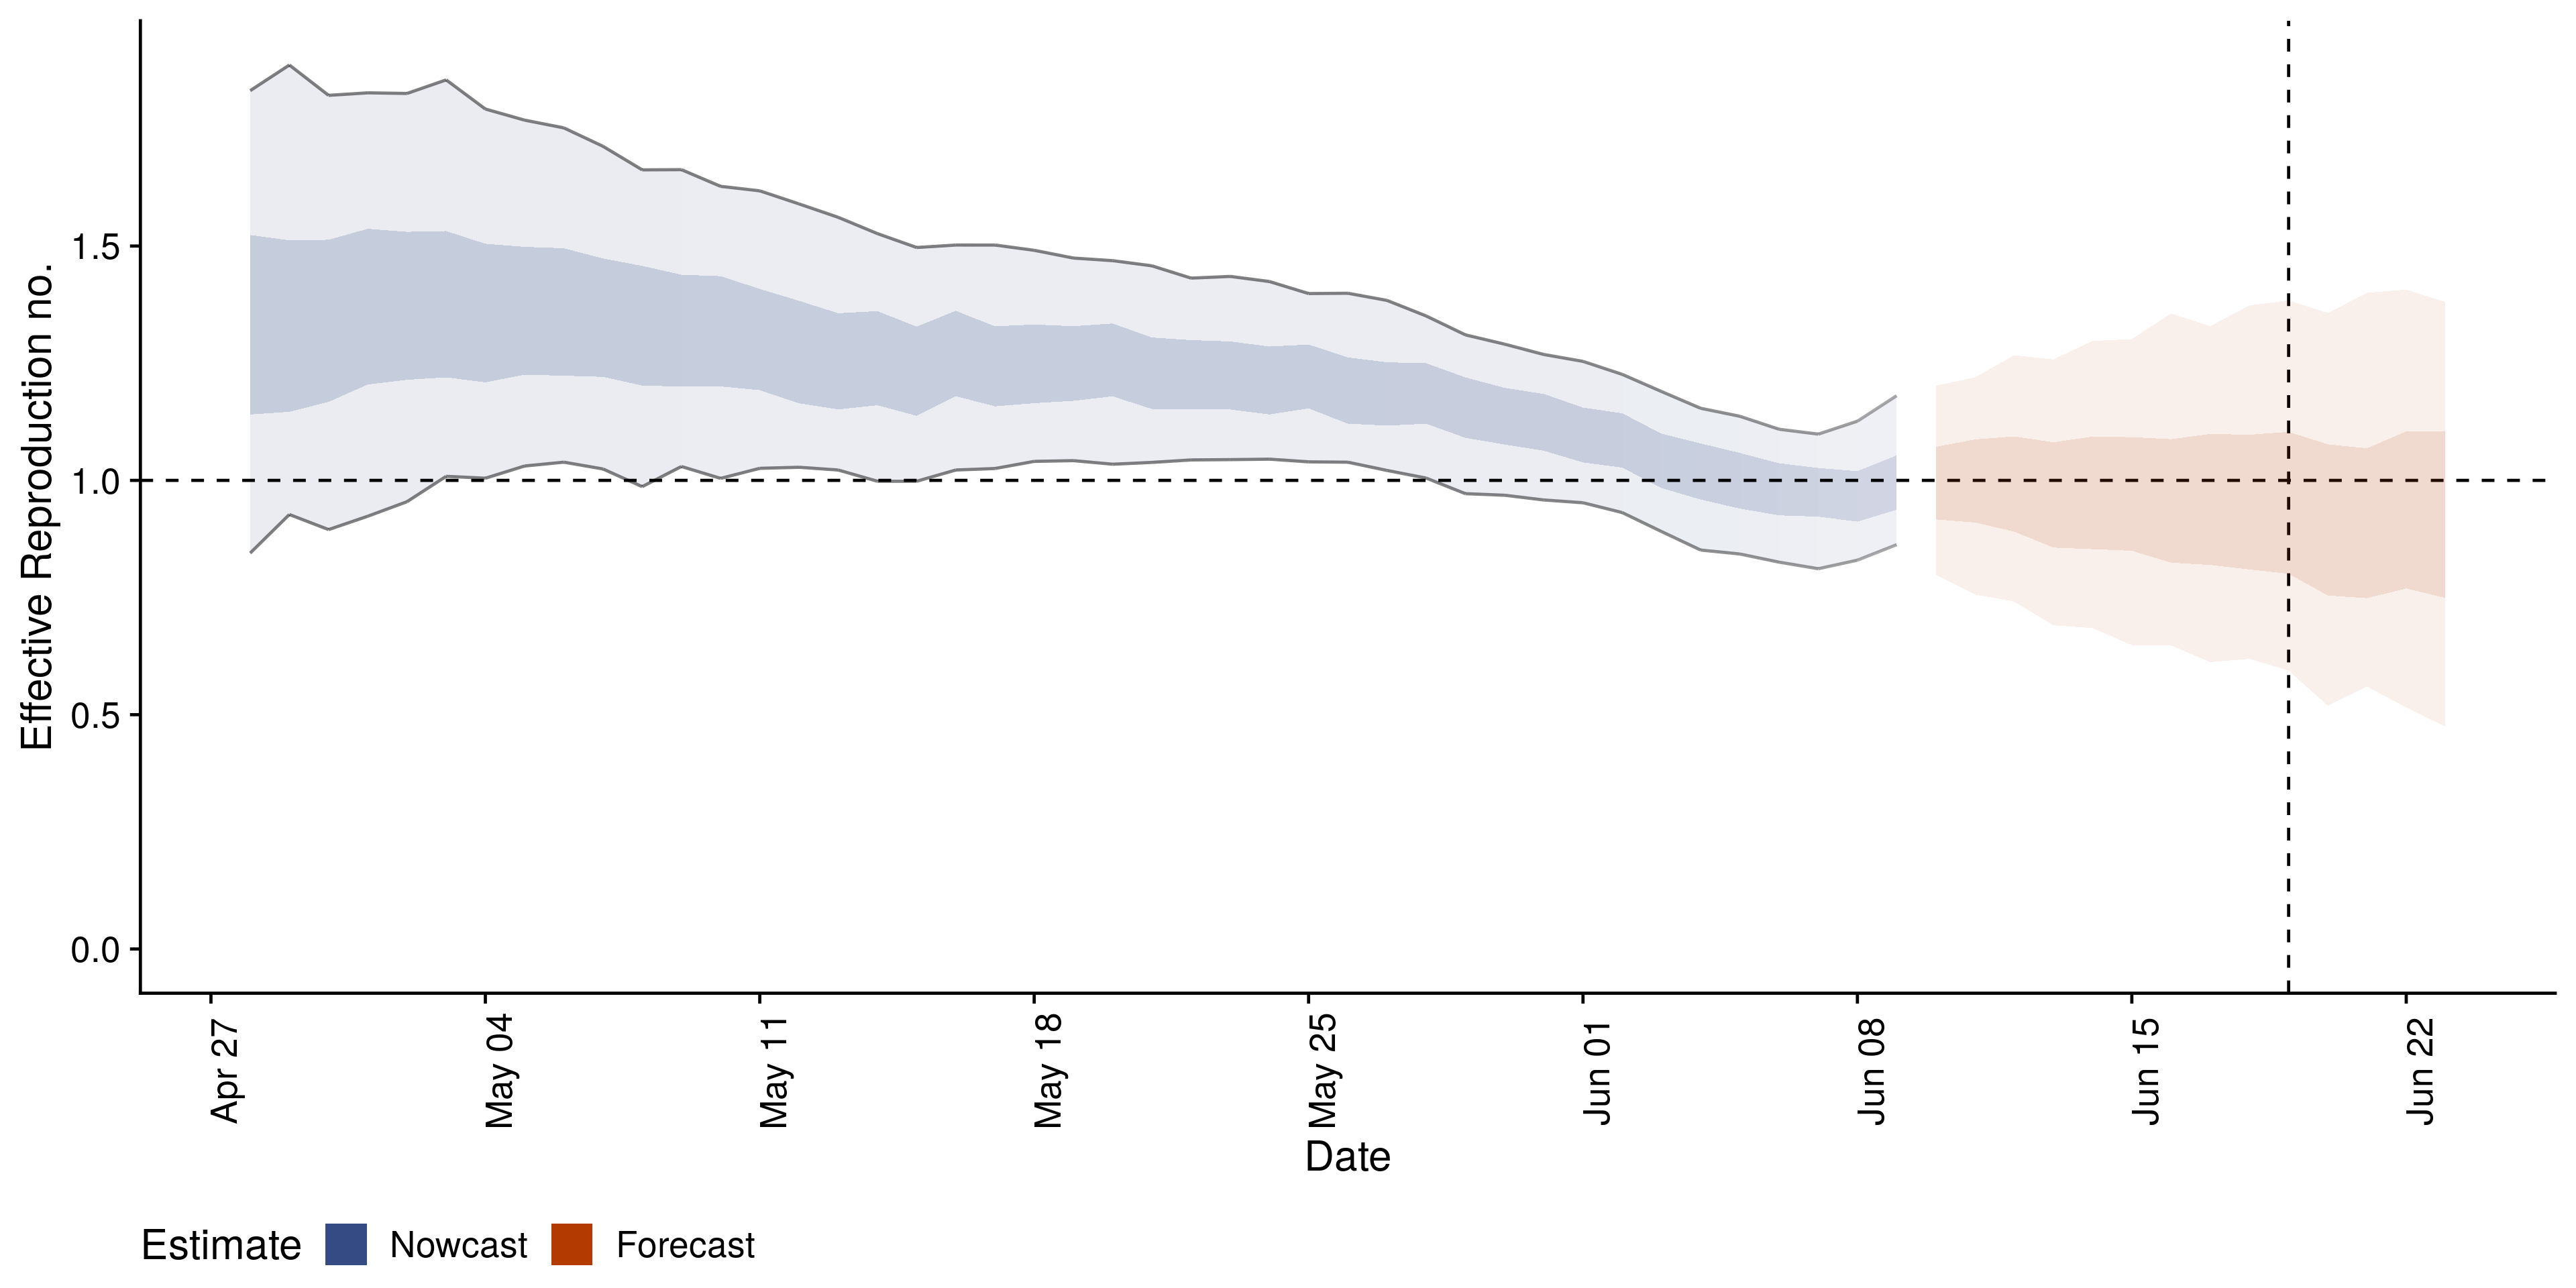 Effective Reproduction no.
1.5
1.0
0.5
0.0
Apr 27
May 04
May 11
May 18
May 25
Jun 01
Jun 08
Jun 15
Jun 22
Date
Estimate Nowcast Forecast